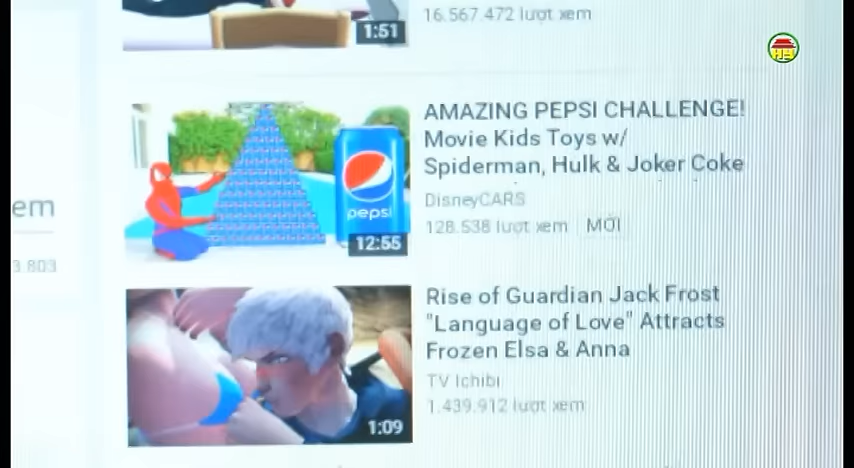 16.567.472 lượt xem
1:51
AMAZING PEPSI CHALLENGE!
Movie Kids Toys w/
Spiderman, Hulk & Joker Coke
DisneyCARS
128.538 lượt xem MỚI
pepsi
12:55
em
3.803
Rise of Guardian Jack Frost
"Language of Love" Attracts
Frozen Elsa & Anna
TV Ichibi
1.439.912 lượt xem
1:09